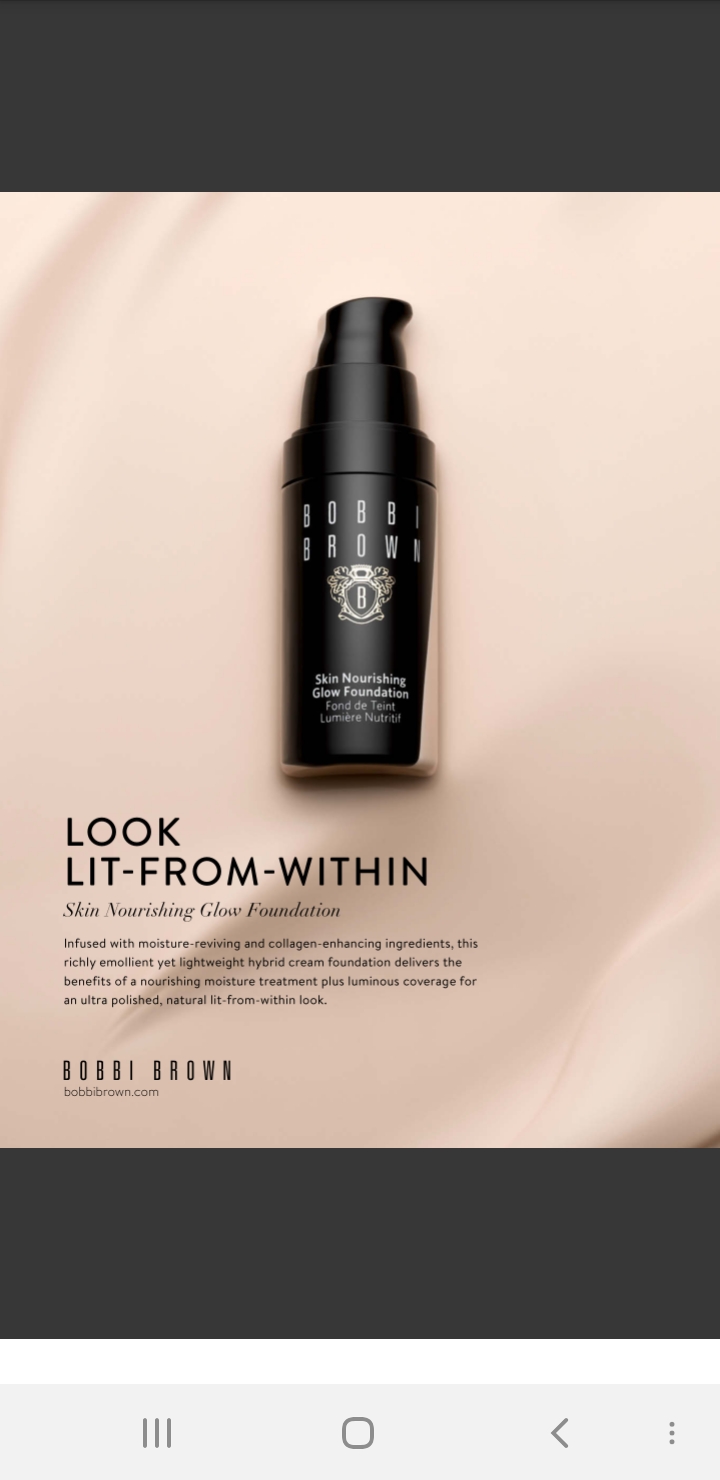 BOBBI
BROWN
B
Skin Nourishing
Glow Foundation
Fond de Teint
Lumière Nutritif
LOOK
LIT-FROM-WITHIN
Skin Nourishing Glow Foundation
Infused with moisture-reviving and collagen-enhancing ingredients, this
richly emollient yet lightweight hybrid cream foundation delivers the
benefits of a nourishing moisture treatment plus luminous coverage for
an ultra polished, natural lit-from-within look.
BOBBI BROWN
bobbibrown.com